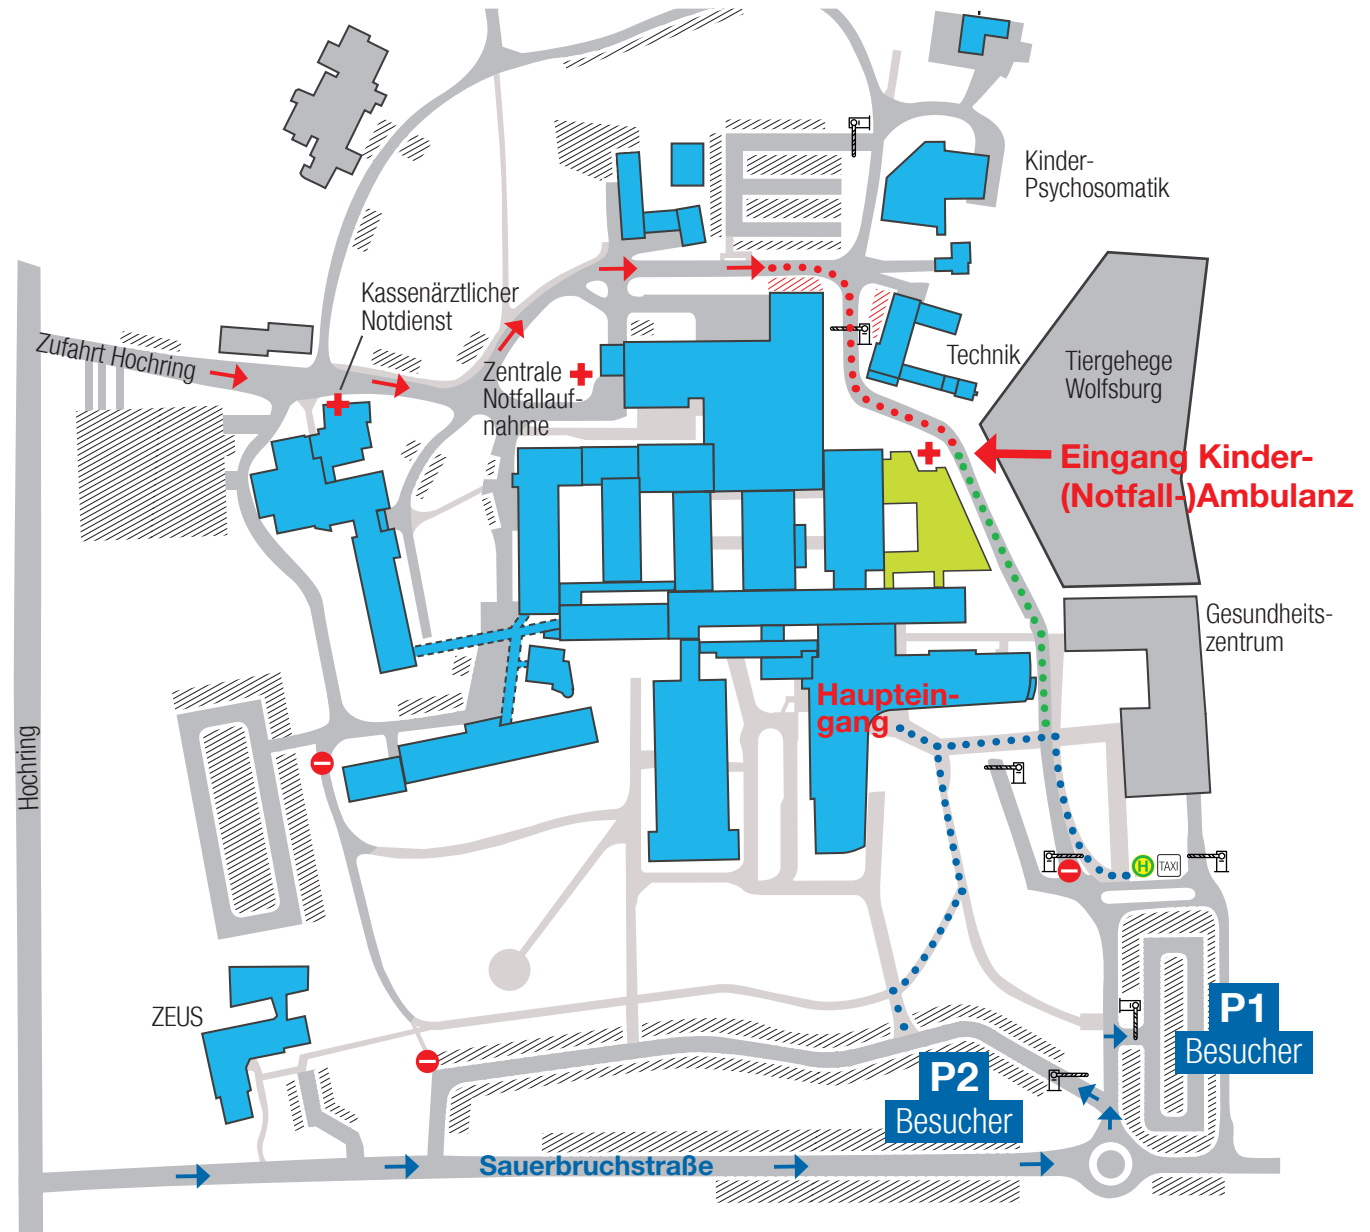 Kinder-
Psychosomatik
Kassenärztlicher
Notdienst
Zufahrt Hochring
Zentrale
Notfallauf-
nahme
Technik
Tiergehege
Wolfsburg
Eingang Kinder-
(Notfall-)Ambulanz
Gesundheits-
zentrum
Hauptein-
gang
Hochring
H
TAXI
ZEUS
P1
Besucher
P2
Besucher
Sauerbruchstraße